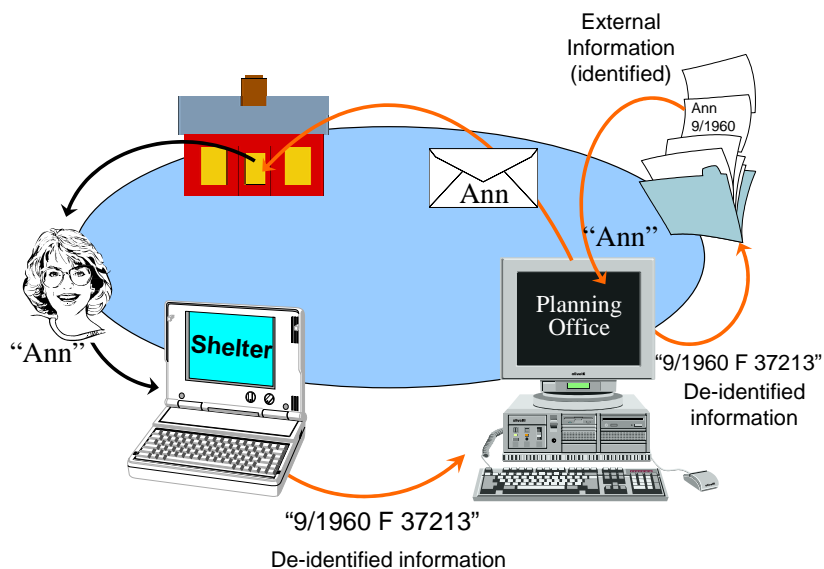 External
Information
(identified)
Ann
9/1960
Ann
“Ann”
Planning
Office
“Ann”
Shelter
“9/1960 F 37213”
De-identified
information
“9/1960 F 37213”
De-identified information